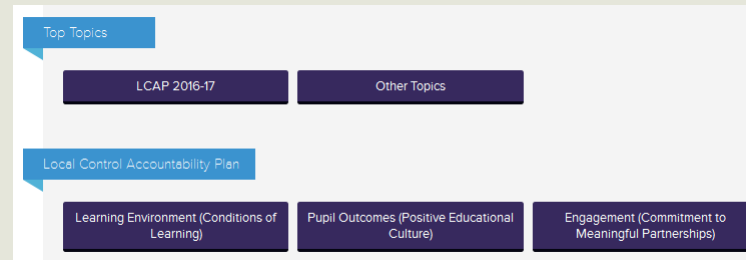 Top Topics
LCAP 2016-17
Other Topics
Local Control Accountability Plan
Learning Environment (Conditions of
Learning)
Pupil Outcomes (Positive Educational
Culture)
Engagement (Commitment to
Meaningful Partnerships)